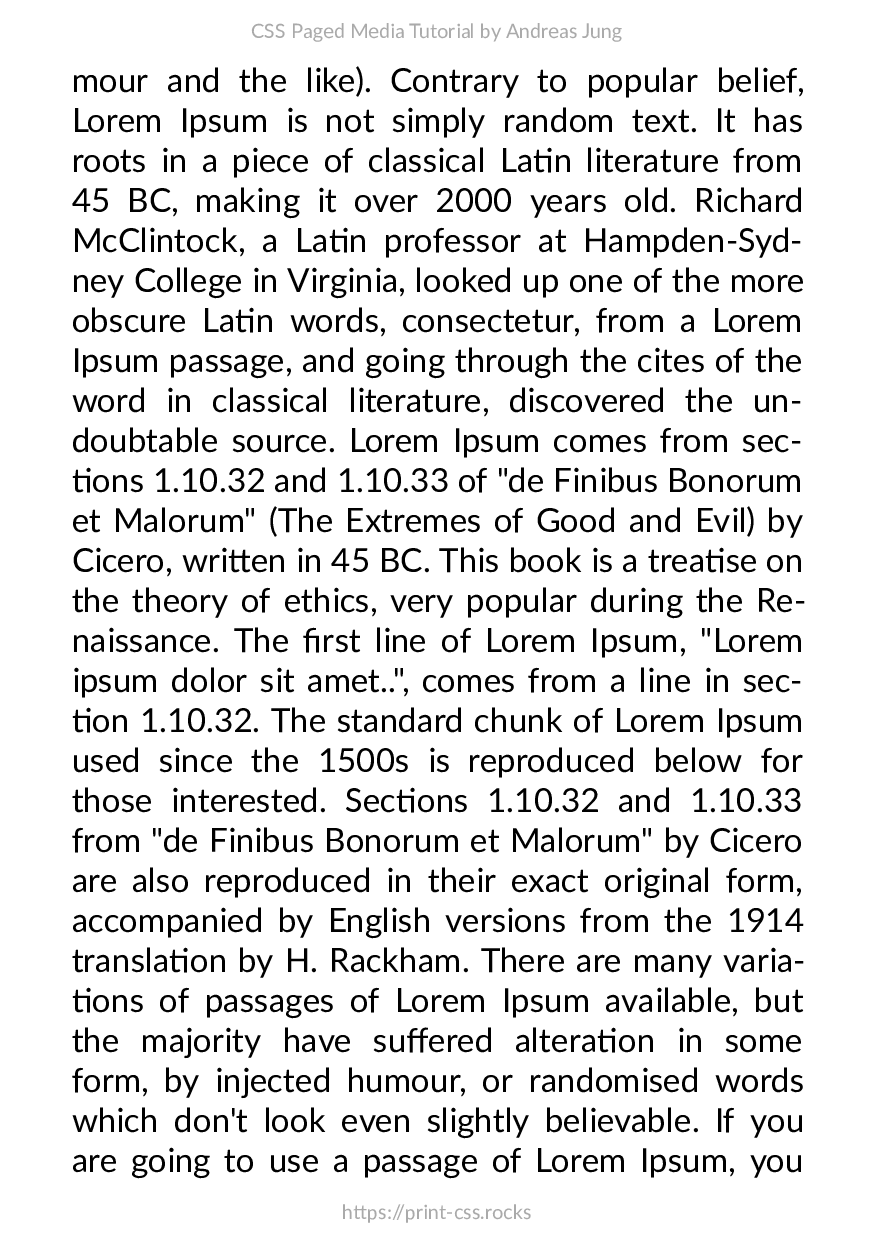 CSS Paged Media Tutorial by Andreas Jung
mour and the like). Contrary to popular belief,
Lorem Ipsum is not simply random text. It has
roots in a piece of classical Latin literature from
45 BC, making it over 2000 years old. Richard
McClintock, a Latin professor at Hampden-Syd-
ney College in Virginia, looked up one of the more
obscure Latin words, consectetur, from a Lorem
Ipsum passage, and going through the cites of the
word in classical literature, discovered the un-
doubtable source. Lorem Ipsum comes from sec-
tions 1.10.32 and 1.10.33 of "de Finibus Bonorum
et Malorum" (The Extremes of Good and Evil) by
Cicero, written in 45 BC. This book is a treatise on
the theory of ethics, very popular during the Re-
naissance. The first line of Lorem Ipsum, "Lorem
ipsum dolor sit amet..", comes from a line in sec-
tion 1.10.32. The standard chunk of Lorem Ipsum
used since the 1500s is reproduced below for
those interested. Sections 1.10.32 and 1.10.33
from "de Finibus Bonorum et Malorum" by Cicero
are also reproduced in their exact original form,
accompanied by English versions from the 1914
translation by H. Rackham. There are many varia-
tions of passages of Lorem Ipsum available, but
the majority have suffered alteration in some
form, by injected humour, or randomised words
which don't look even slightly believable. If you
are going to use a passage of Lorem Ipsum, you
https://print-css.rocks